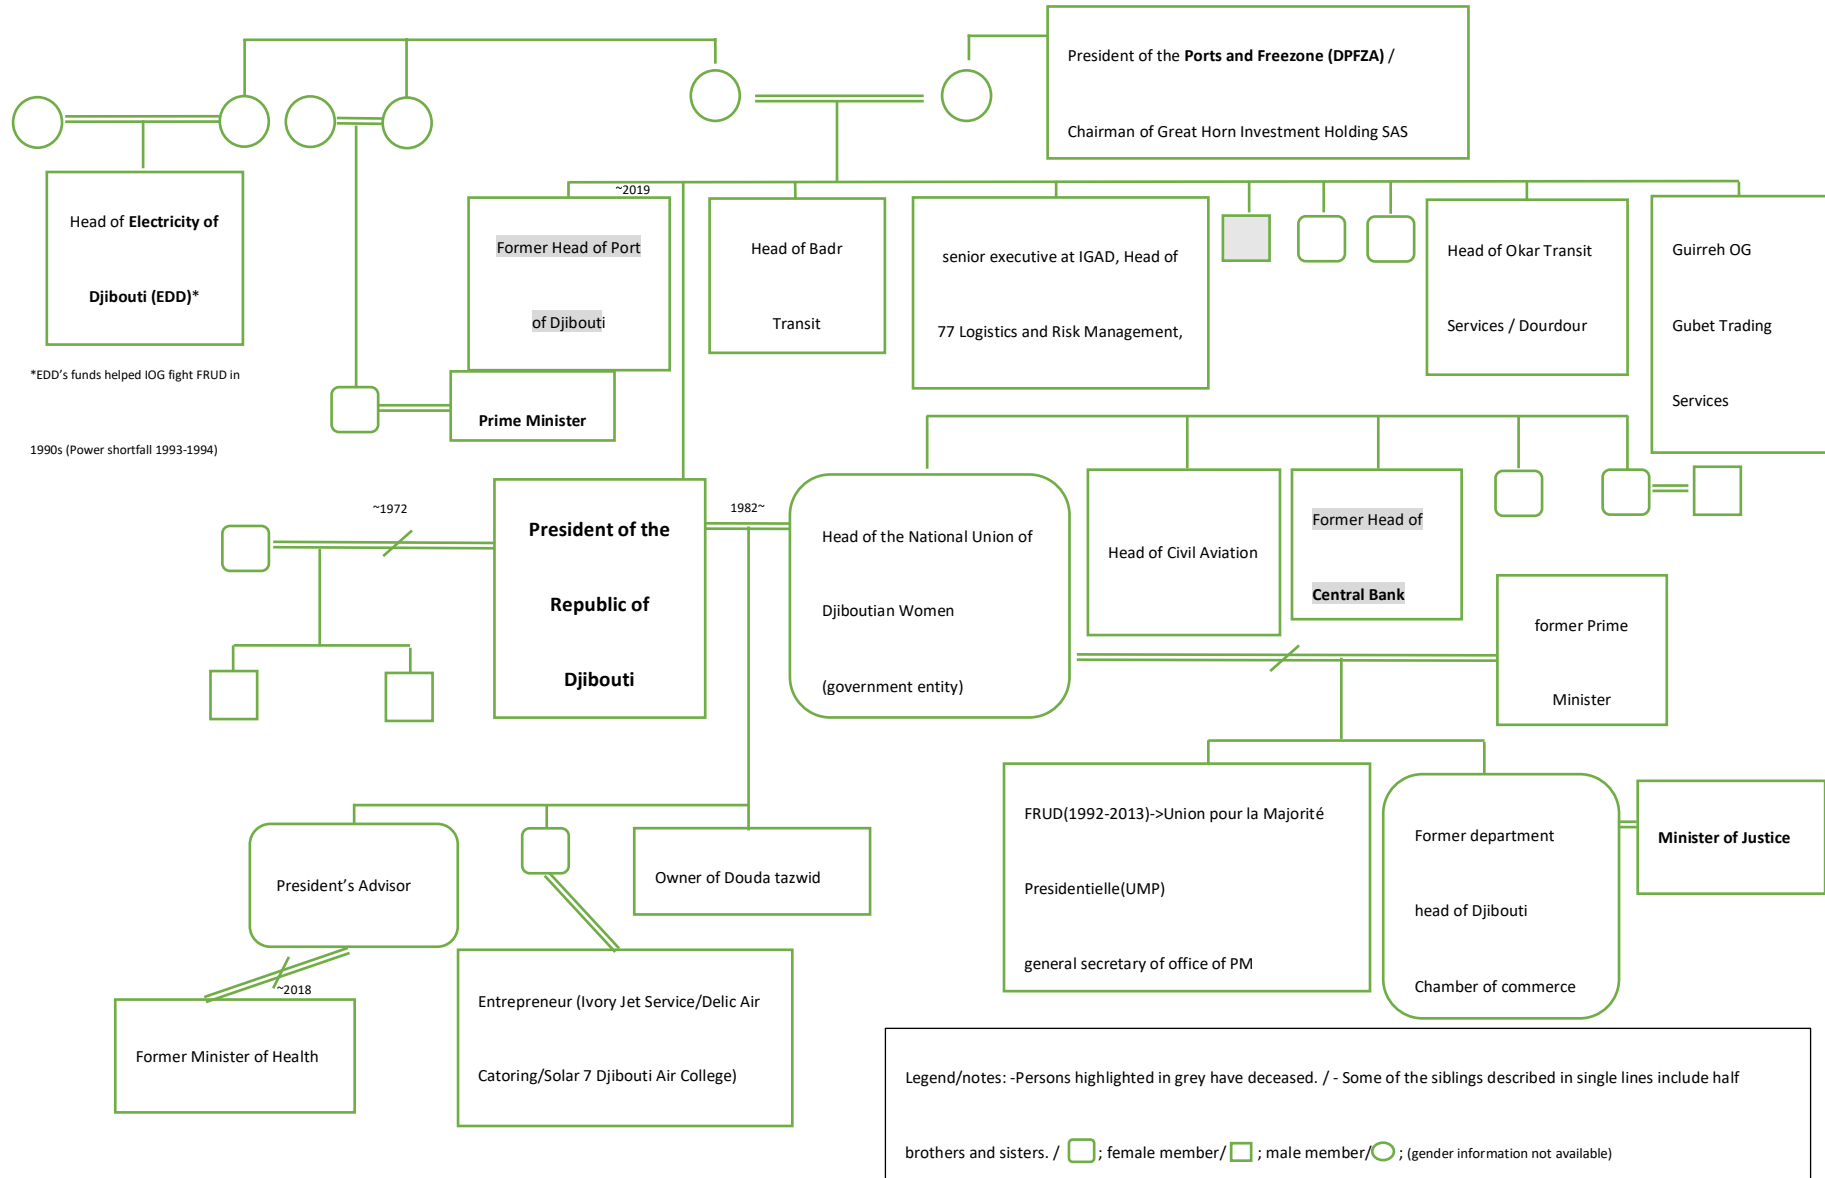 President of the Ports and Freezone (DPFZA) /
Chairman of Great Horn Investment Holding SAS
Head of Electricity of
Djibouti (EDD)*
*EDD's funds helped IOG fight FRUD in
1990s (Power shortfall 1993-1994)
~2019
Former Head of Port
of Djibouti
Prime Minister
Head of Badr
Transit
senior executive at IGAD, Head of
77 Logistics and Risk Management,
Head of Okar Transit
Services / Dourdour
Guirreh OG
Gubet Trading
Services
~1972
President of the
Republic of
Djibouti
1982~
Head of the National Union of
Djiboutian Women
(government entity)
Head of Civil Aviation
Former Head of
Central Bank
former Prime
Minister
President's Advisor
~2018
Former Minister of Health
Entrepreneur (Ivory Jet Service/Delic Air
Catoring/Solar 7 Djibouti Air College)
Owner of Douda tazwid
FRUD(1992-2013)->Union pour la Majorité
Presidentielle(UMP)
general secretary of office of PM
Former department
head of Djibouti
Chamber of commerce
Minister of Justice
Legend/notes: -Persons highlighted in grey have deceased. / - Some of the siblings described in single lines include half
brothers and sisters. / ; female member/ ; male member/ ; (gender information not available)